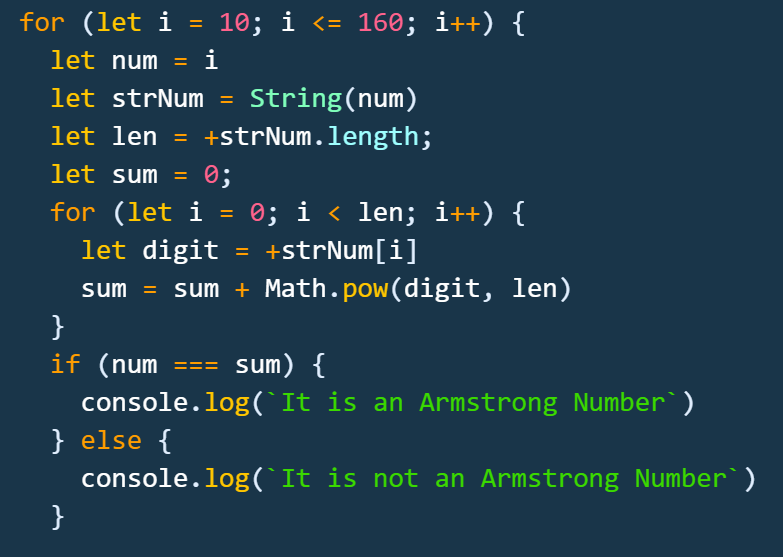 for (let i = 10; i <= 160; i++) {
  let num = i
  let strNum = String(num)
  let len = +strNum.length;
  let sum = 0;
  for (let i = 0; i < len; i++) {
    let digit = +strNum[i]
    sum = sum + Math.pow(digit, len)
  }
  if (num === sum) {
    console.log(`It is an Armstrong Number`)
  } else {
    console.log(`It is not an Armstrong Number`)
  }